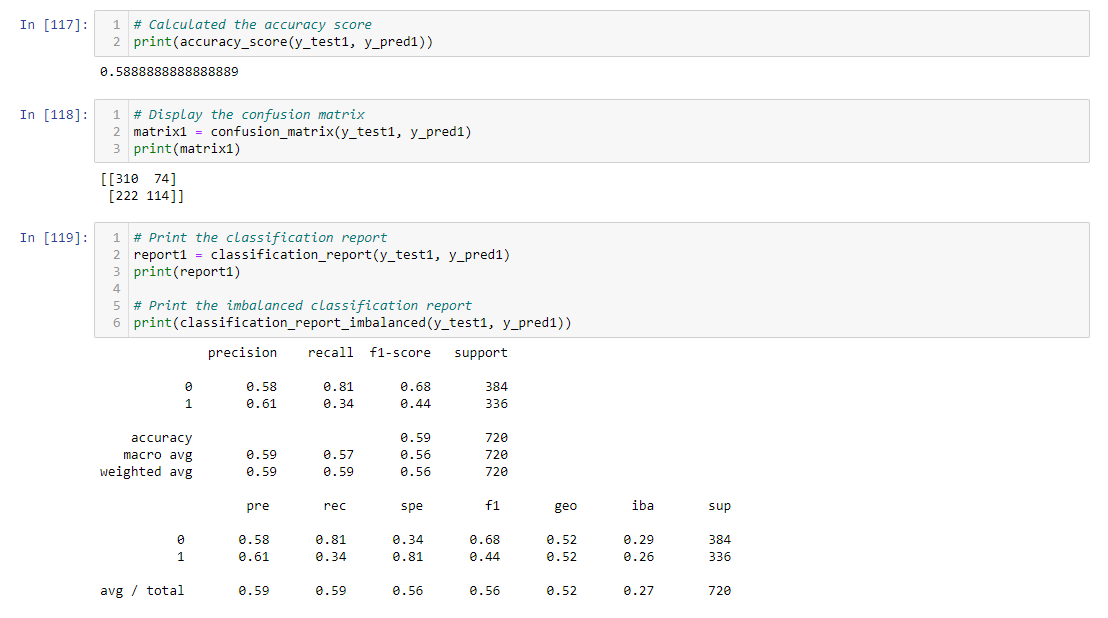 In [117]:
1 # Calculated the accuracy score
2 print(accuracy_score(y_test1, y_pred1))
0.5888888888888889
In [118]:
1 # Display the confusion matrix
2 matrix1 = confusion_matrix(y_test1, y_pred1)
3 print(matrix1)
[[310  74]
 [222 114]]
In [119]:
1 # Print the classification report
2 report1 = classification_report(y_test1, y_pred1)
3 print(report1)
4
5 # Print the imbalanced classification report
6 print(classification_report_imbalanced(y_test1, y_pred1))
precision recall f1-score support
0 0.58 0.81 0.68 384
1 0.61 0.34 0.44 336
accuracy 0.59 720
macro avg 0.59 0.57 0.56 720
weighted avg 0.59 0.59 0.56 720
pre rec spe f1 geo iba sup
0 0.58 0.81 0.34 0.68 0.52 0.29 384
1 0.61 0.34 0.81 0.44 0.52 0.26 336
avg / total 0.59 0.59 0.56 0.56 0.52 0.27 720